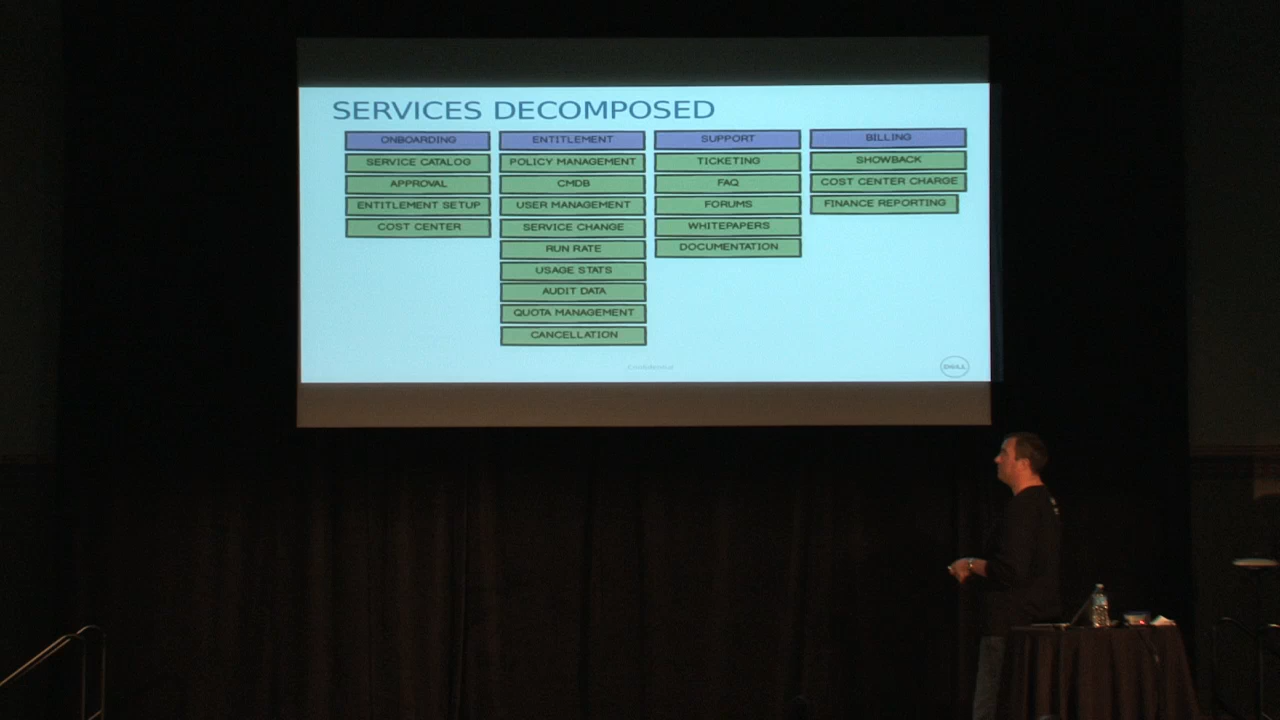 SERVICES DECOMPOSED
ONBOARDING
SERVICE CATALOG
APPROVAL
ENTITLEMENT SETUP
COST CENTER
ENTITLEMENT
POLICY MANAGEMENT
CMDB
USER MANAGEMENT
SERVICE CHANGE
RUN RATE
USAGE STATS
AUDIT DATA
QUOTA MANAGEMENT
CANCELLATION
SUPPORT
TICKETING
FAQ
FORUMS
WHITEPAPERS
DOCUMENTATION
BILLING
SHOWBACK
COST CENTER CHARGE
FINANCE REPORTING
DELL